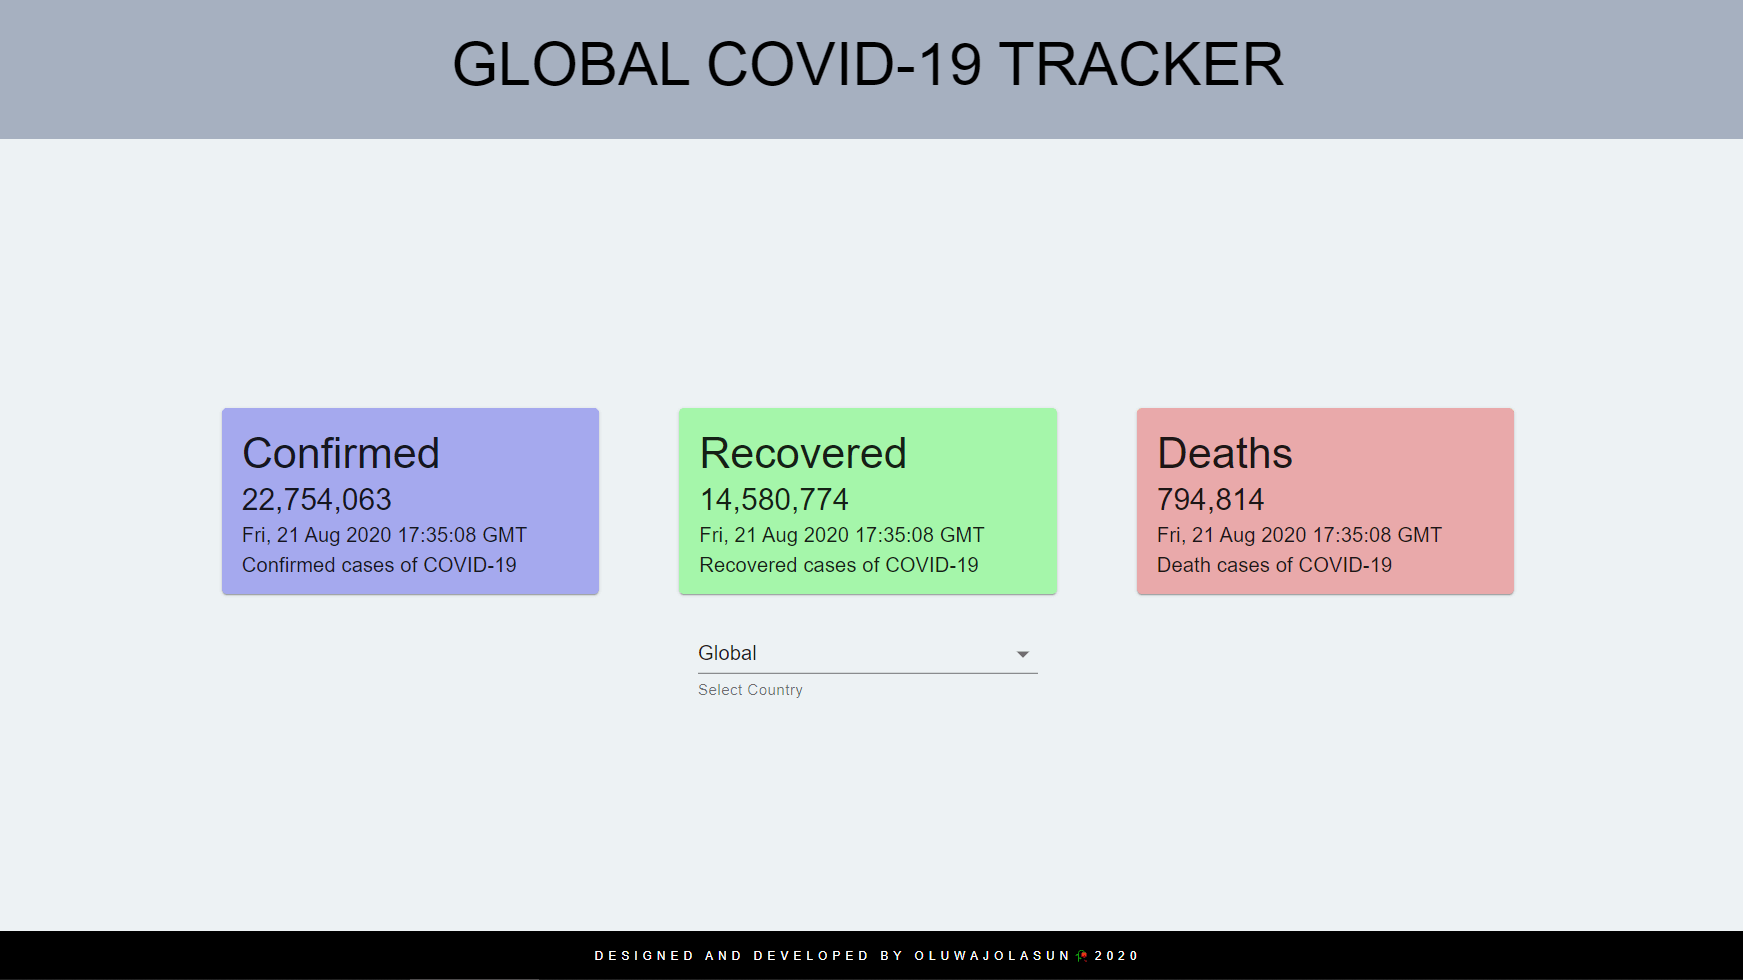 GLOBAL COVID-19 TRACKER
Confirmed
22,754,063
Fri, 21 Aug 2020 17:35:08 GMT
Confirmed cases of COVID-19
Recovered
14,580,774
Fri, 21 Aug 2020 17:35:08 GMT
Recovered cases of COVID-19
Deaths
794,814
Fri, 21 Aug 2020 17:35:08 GMT
Death cases of COVID-19
Global
Select Country
DESIGNED AND DEVELOPED BY OLUWAJOLASUN🥀2020